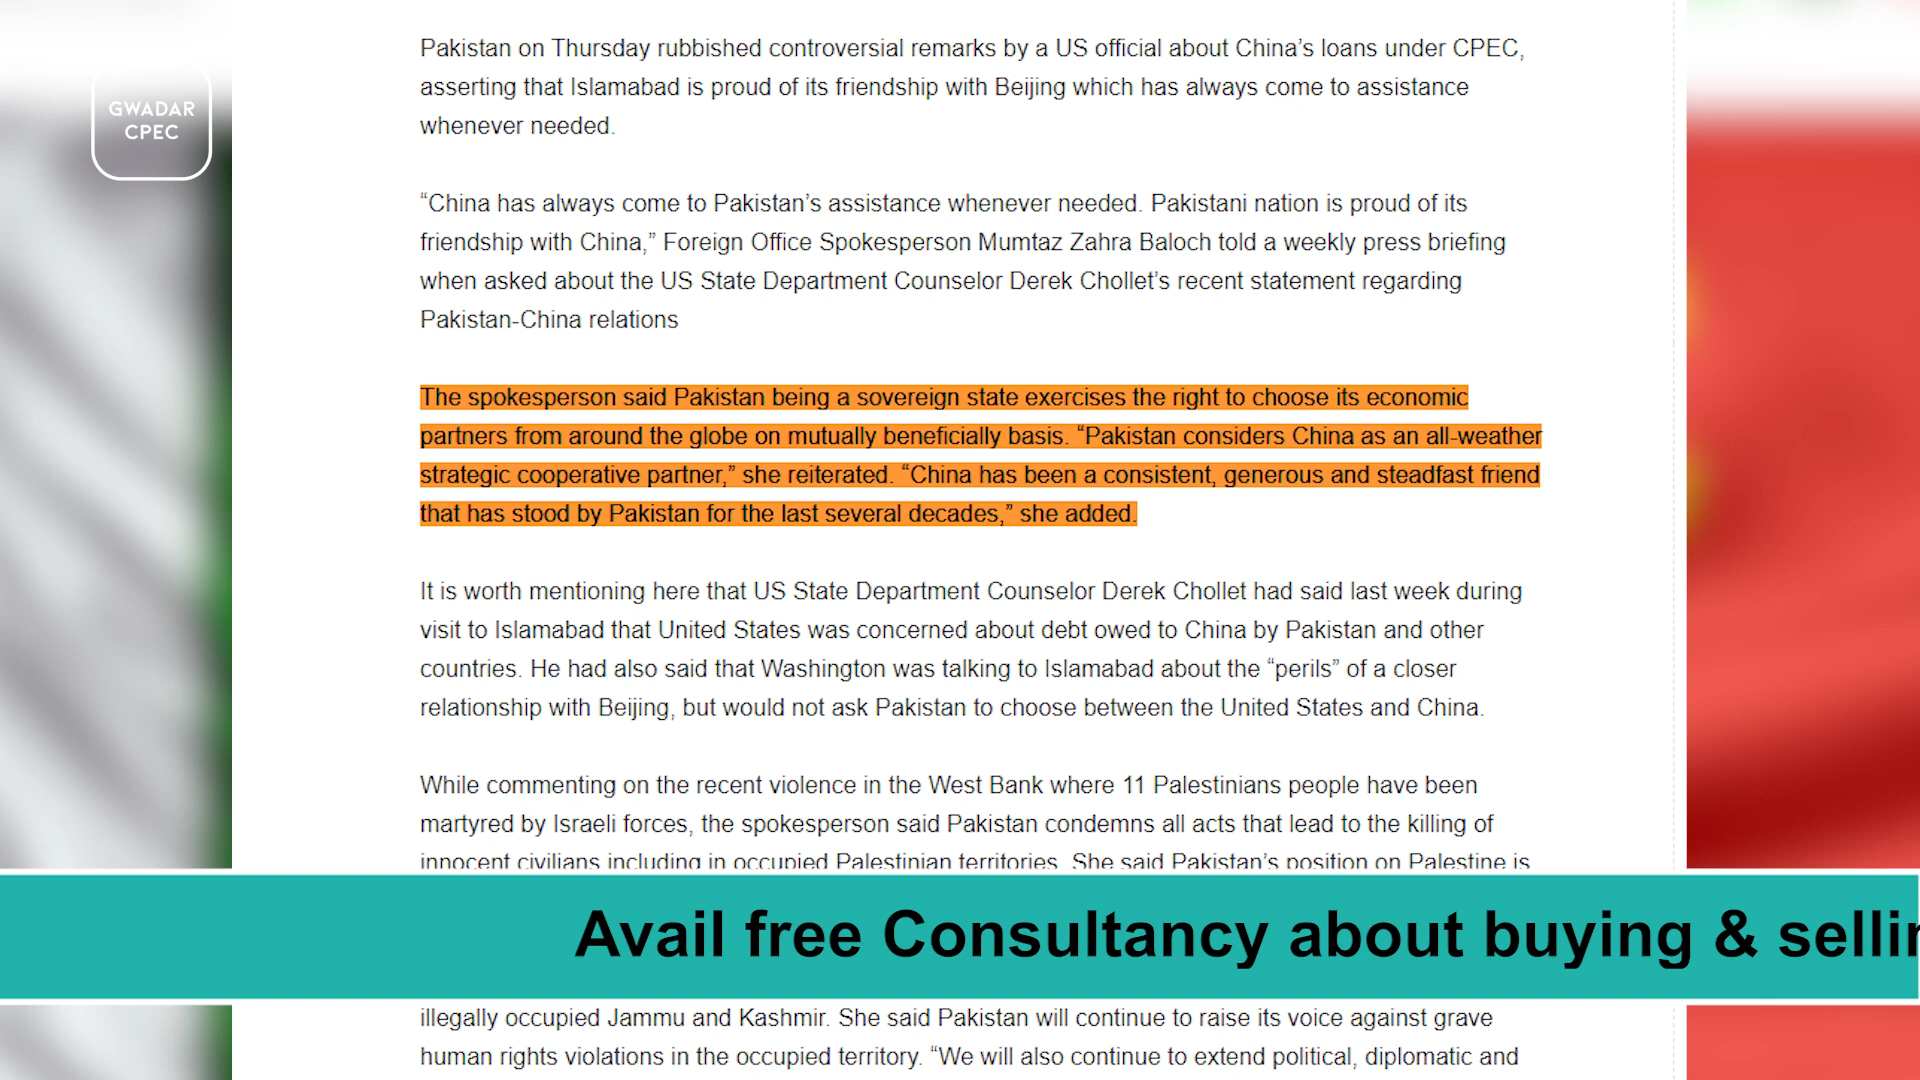 Pakistan on Thursday rubbished controversial remarks by a US official about China’s loans under CPEC,
asserting that Islamabad is proud of its friendship with Beijing which has always come to assistance
whenever needed.
GWADAR
CPEC
“China has always come to Pakistan’s assistance whenever needed. Pakistani nation is proud of its
friendship with China,” Foreign Office Spokesperson Mumtaz Zahra Baloch told a weekly press briefing
when asked about the US State Department Counselor Derek Chollet’s recent statement regarding
Pakistan-China relations
The spokesperson said Pakistan being a sovereign state exercises the right to choose its economic
partners from around the globe on mutually beneficially basis. “Pakistan considers China as an all-weather
strategic cooperative partner,” she reiterated. “China has been a consistent, generous and steadfast friend
that has stood by Pakistan for the last several decades,” she added.
It is worth mentioning here that US State Department Counselor Derek Chollet had said last week during
visit to Islamabad that United States was concerned about debt owed to China by Pakistan and other
countries. He had also said that Washington was talking to Islamabad about the “perils” of a closer
relationship with Beijing, but would not ask Pakistan to choose between the United States and China.
While commenting on the recent violence in the West Bank where 11 Palestinians people have been
martyred by Israeli forces, the spokesperson said Pakistan condemns all acts that lead to the killing of
innocent civilians including in occupied Palestinian territories. She said Pakistan’s position on Palestine is
Avail free Consultancy about buying & sellin
illegally occupied Jammu and Kashmir. She said Pakistan will continue to raise its voice against grave
human rights violations in the occupied territory. “We will also continue to extend political, diplomatic and